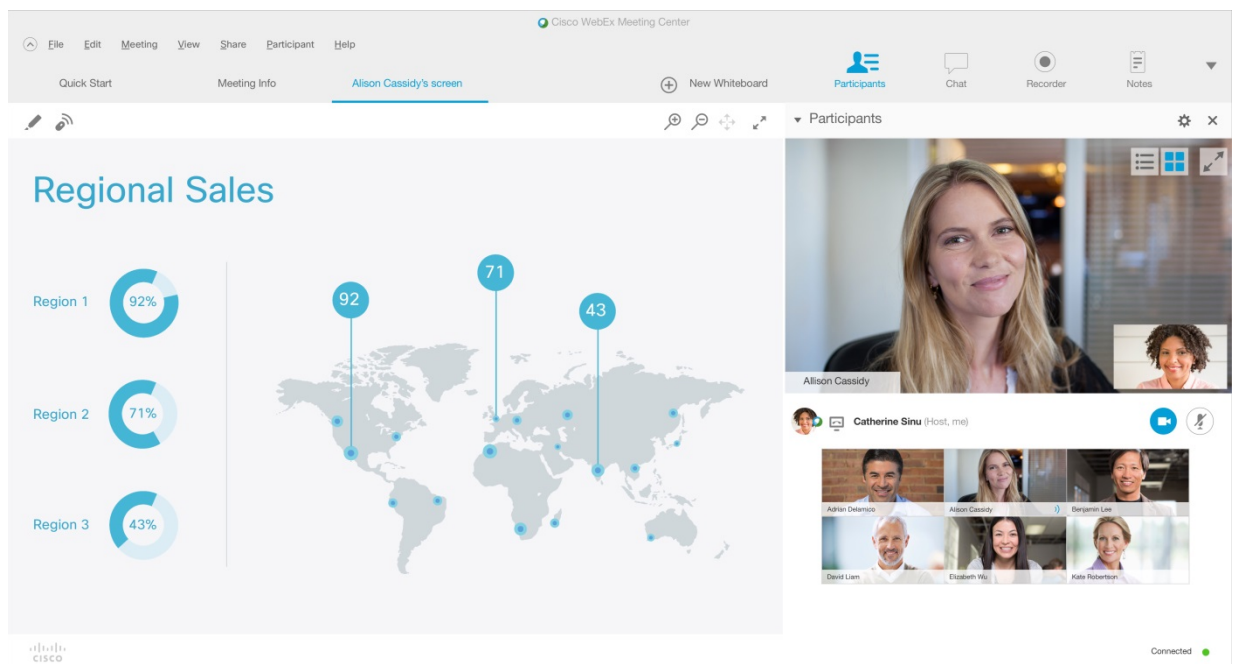 Cisco WebEx Meeting Center
File Edit Meeting View Share Participant Help
Quick Start
Meeting Info
Alison Cassidy's screen
New Whiteboard
Participants
Chat
Recorder
Notes
Participants
Regional Sales
Region 1
92%
Region 2
71%
Region 3
43%
92
71
43
Allison Cassidy
Catherine Sinu (Host, me)
Adrian Delamico
Alison Cassidy
Benjamin Lee
David Liam
Elizabeth Wu
Kate Robertson
CISCO
Connected